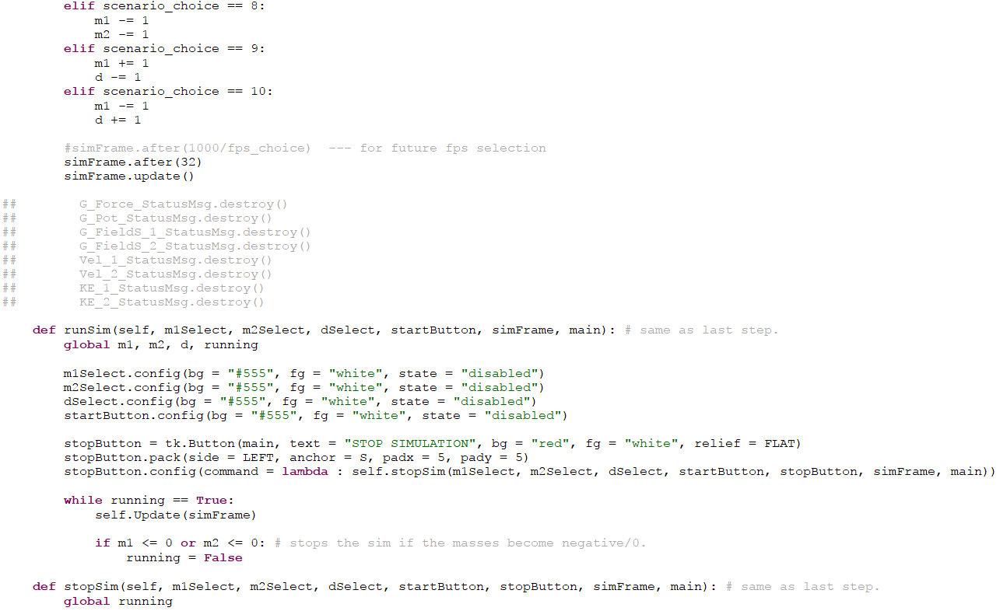 elif scenario_choice == 8:
            m1 -= 1
            m2 -= 1
        elif scenario_choice == 9:
            m1 += 1
            d -= 1
        elif scenario_choice == 10:
            m1 -= 1
            d += 1

        #simFrame.after(1000/fps_choice)  --- for future fps selection
        simFrame.after(32)
        simFrame.update()

##        G_Force_StatusMsg.destroy()
##        G_Pot_StatusMsg.destroy()
##        G_FieldS_1_StatusMsg.destroy()
##        G_FieldS_2_StatusMsg.destroy()
##        Vel_1_StatusMsg.destroy()
##        Vel_2_StatusMsg.destroy()
##        KE_1_StatusMsg.destroy()
##        KE_2_StatusMsg.destroy()

    def runSim(self, m1Select, m2Select, dSelect, startButton, simFrame, main): # same as last step.
        global m1, m2, d, running

        m1Select.config(bg = "#555", fg = "white", state = "disabled")
        m2Select.config(bg = "#555", fg = "white", state = "disabled")
        dSelect.config(bg = "#555", fg = "white", state = "disabled")
        startButton.config(bg = "#555", fg = "white", state = "disabled")

        stopButton = tk.Button(main, text = "STOP SIMULATION", bg = "red", fg = "white", relief = FLAT)
        stopButton.pack(side = LEFT, anchor = S, padx = 5, pady = 5)
        stopButton.config(command = lambda : self.stopSim(m1Select, m2Select, dSelect, startButton, stopButton, simFrame, main))

        while running == True:
            self.Update(simFrame)

            if m1 <= 0 or m2 <= 0: # stops the sim if the masses become negative/0.
                running = False

    def stopSim(self, m1Select, m2Select, dSelect, startButton, stopButton, simFrame, main): # same as last step.
        global running